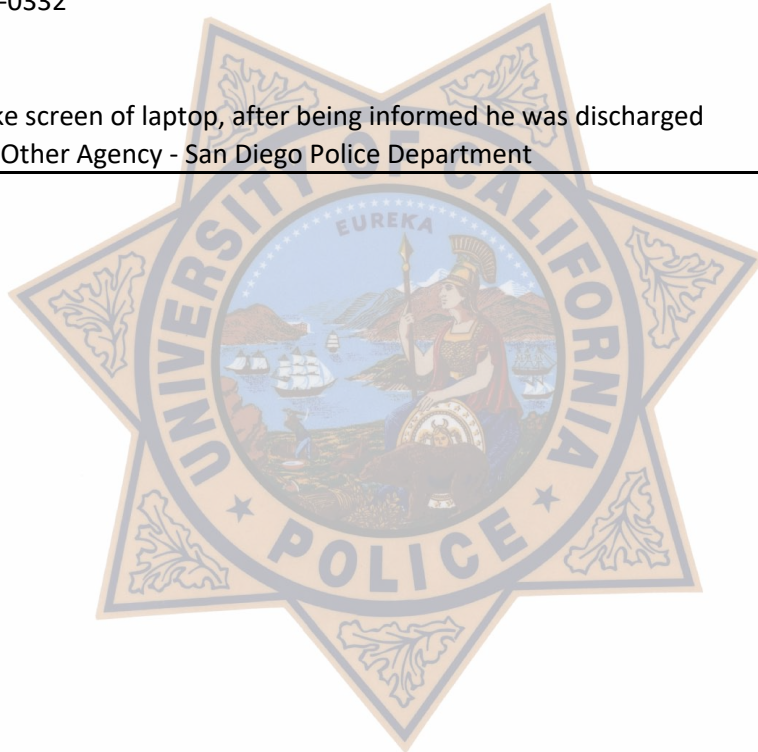 -0332
ke screen of laptop, after being informed he was discharged
Other Agency - San Diego Police Department
EUREKA
UNIVERSITY OF CALIFORNIA
POLICE